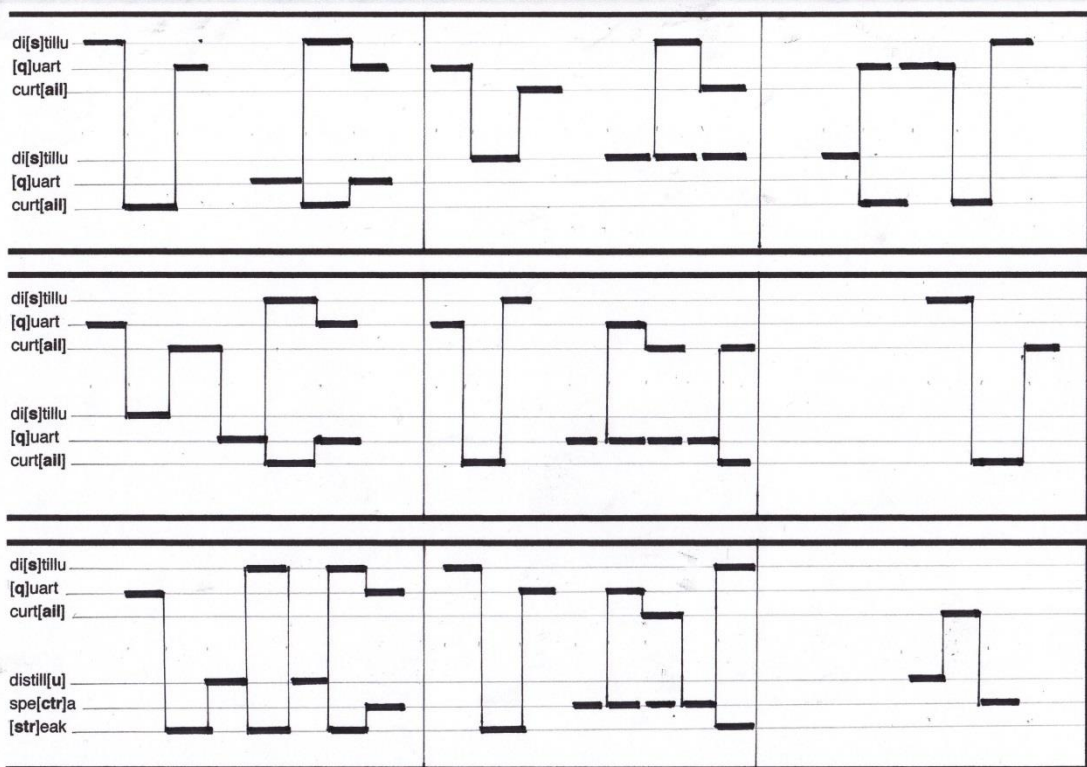 di[s]tillu
[q]uart
curt[ail]
di[s]tillu
[q]uart
curt[ail]
di[s]tillu
[q]uart
curt[ail]
di[s]tillu
[q]uart
curt[ail]
di[s]tillu
[q]uart
curt[ail]
distill[u]
spe[ctr]a
[str]eak